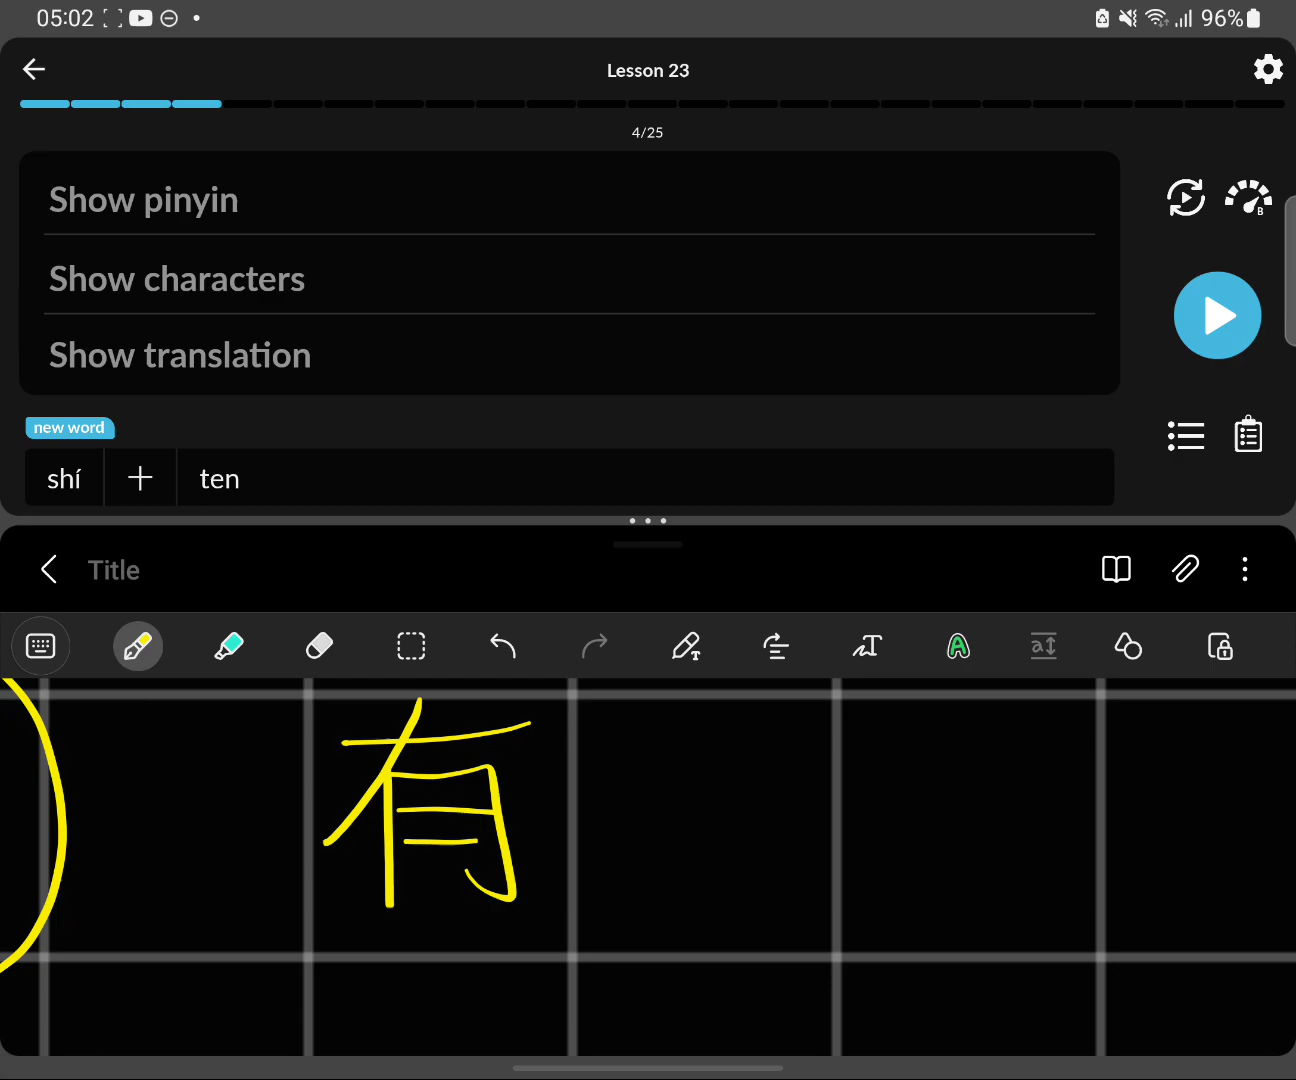 05:02
96%
Lesson 23
4/25
Show pinyin
Show characters
Show translation
B
new word
shí + ten
Title
T
T
A
a
有